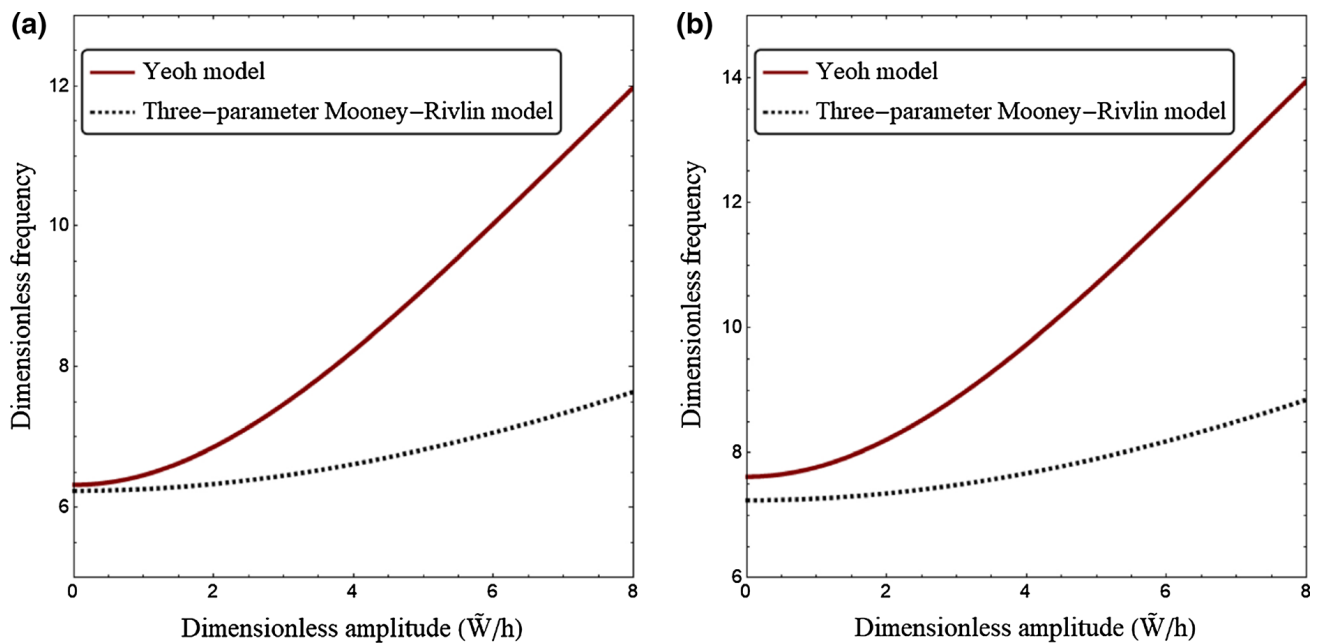 (a)
Yeoh model
Three−parameter Mooney−Rivlin model
12
10
8
6
0 2 4 6 8
Dimensionless frequency
Dimensionless amplitude (W̃/h)
(b)
Yeoh model
Three−parameter Mooney−Rivlin model
14
12
10
8
6
0 2 4 6 8
Dimensionless frequency
Dimensionless amplitude (W̃/h)